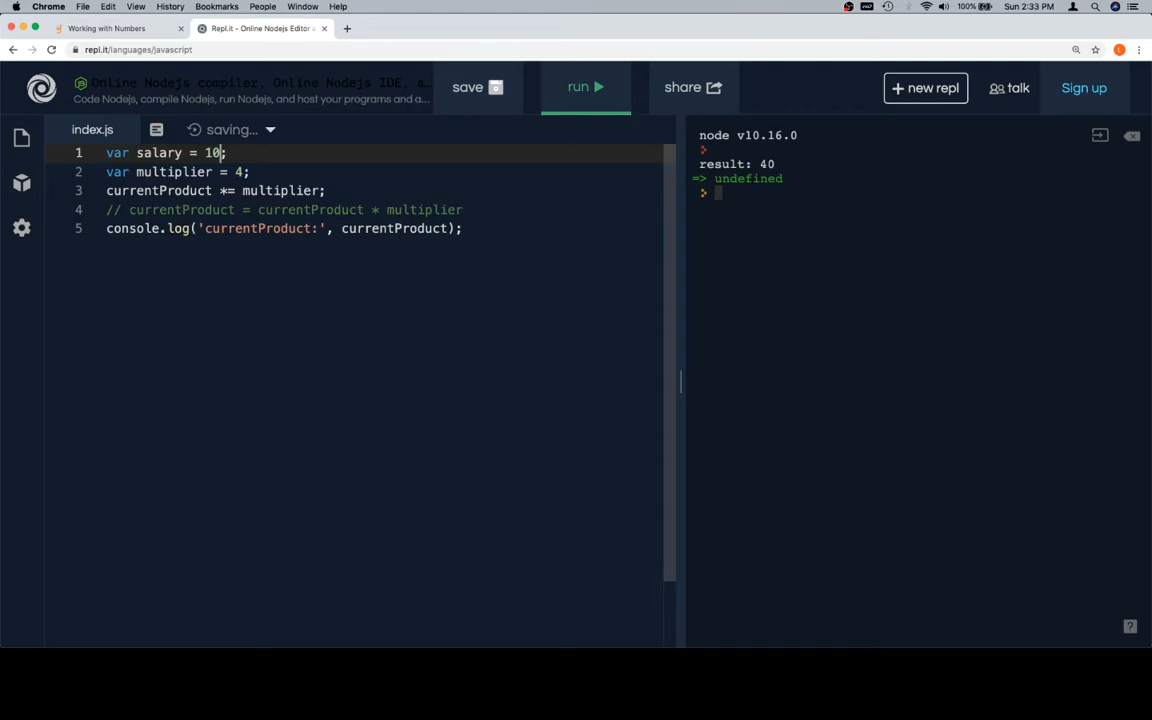 Chrome File Edit View History Bookmarks People Window Help 100% Sun 2:33 PM
Working with Numbers Repl.it - Online Nodejs Editor
repl.it/languages/javascript
Online Nodejs compiler, Online Nodejs IDE, a…
Code Nodejs, compile Nodejs, run Nodejs, and host your programs and a…
save run share + new repl talk Sign up
index.js saving...
node v10.16.0
1 var salary = 10;
2 var multiplier = 4;
3 currentProduct *= multiplier;
4 // currentProduct = currentProduct * multiplier
5 console.log('currentProduct:', currentProduct);
result: 40
=> undefined
?